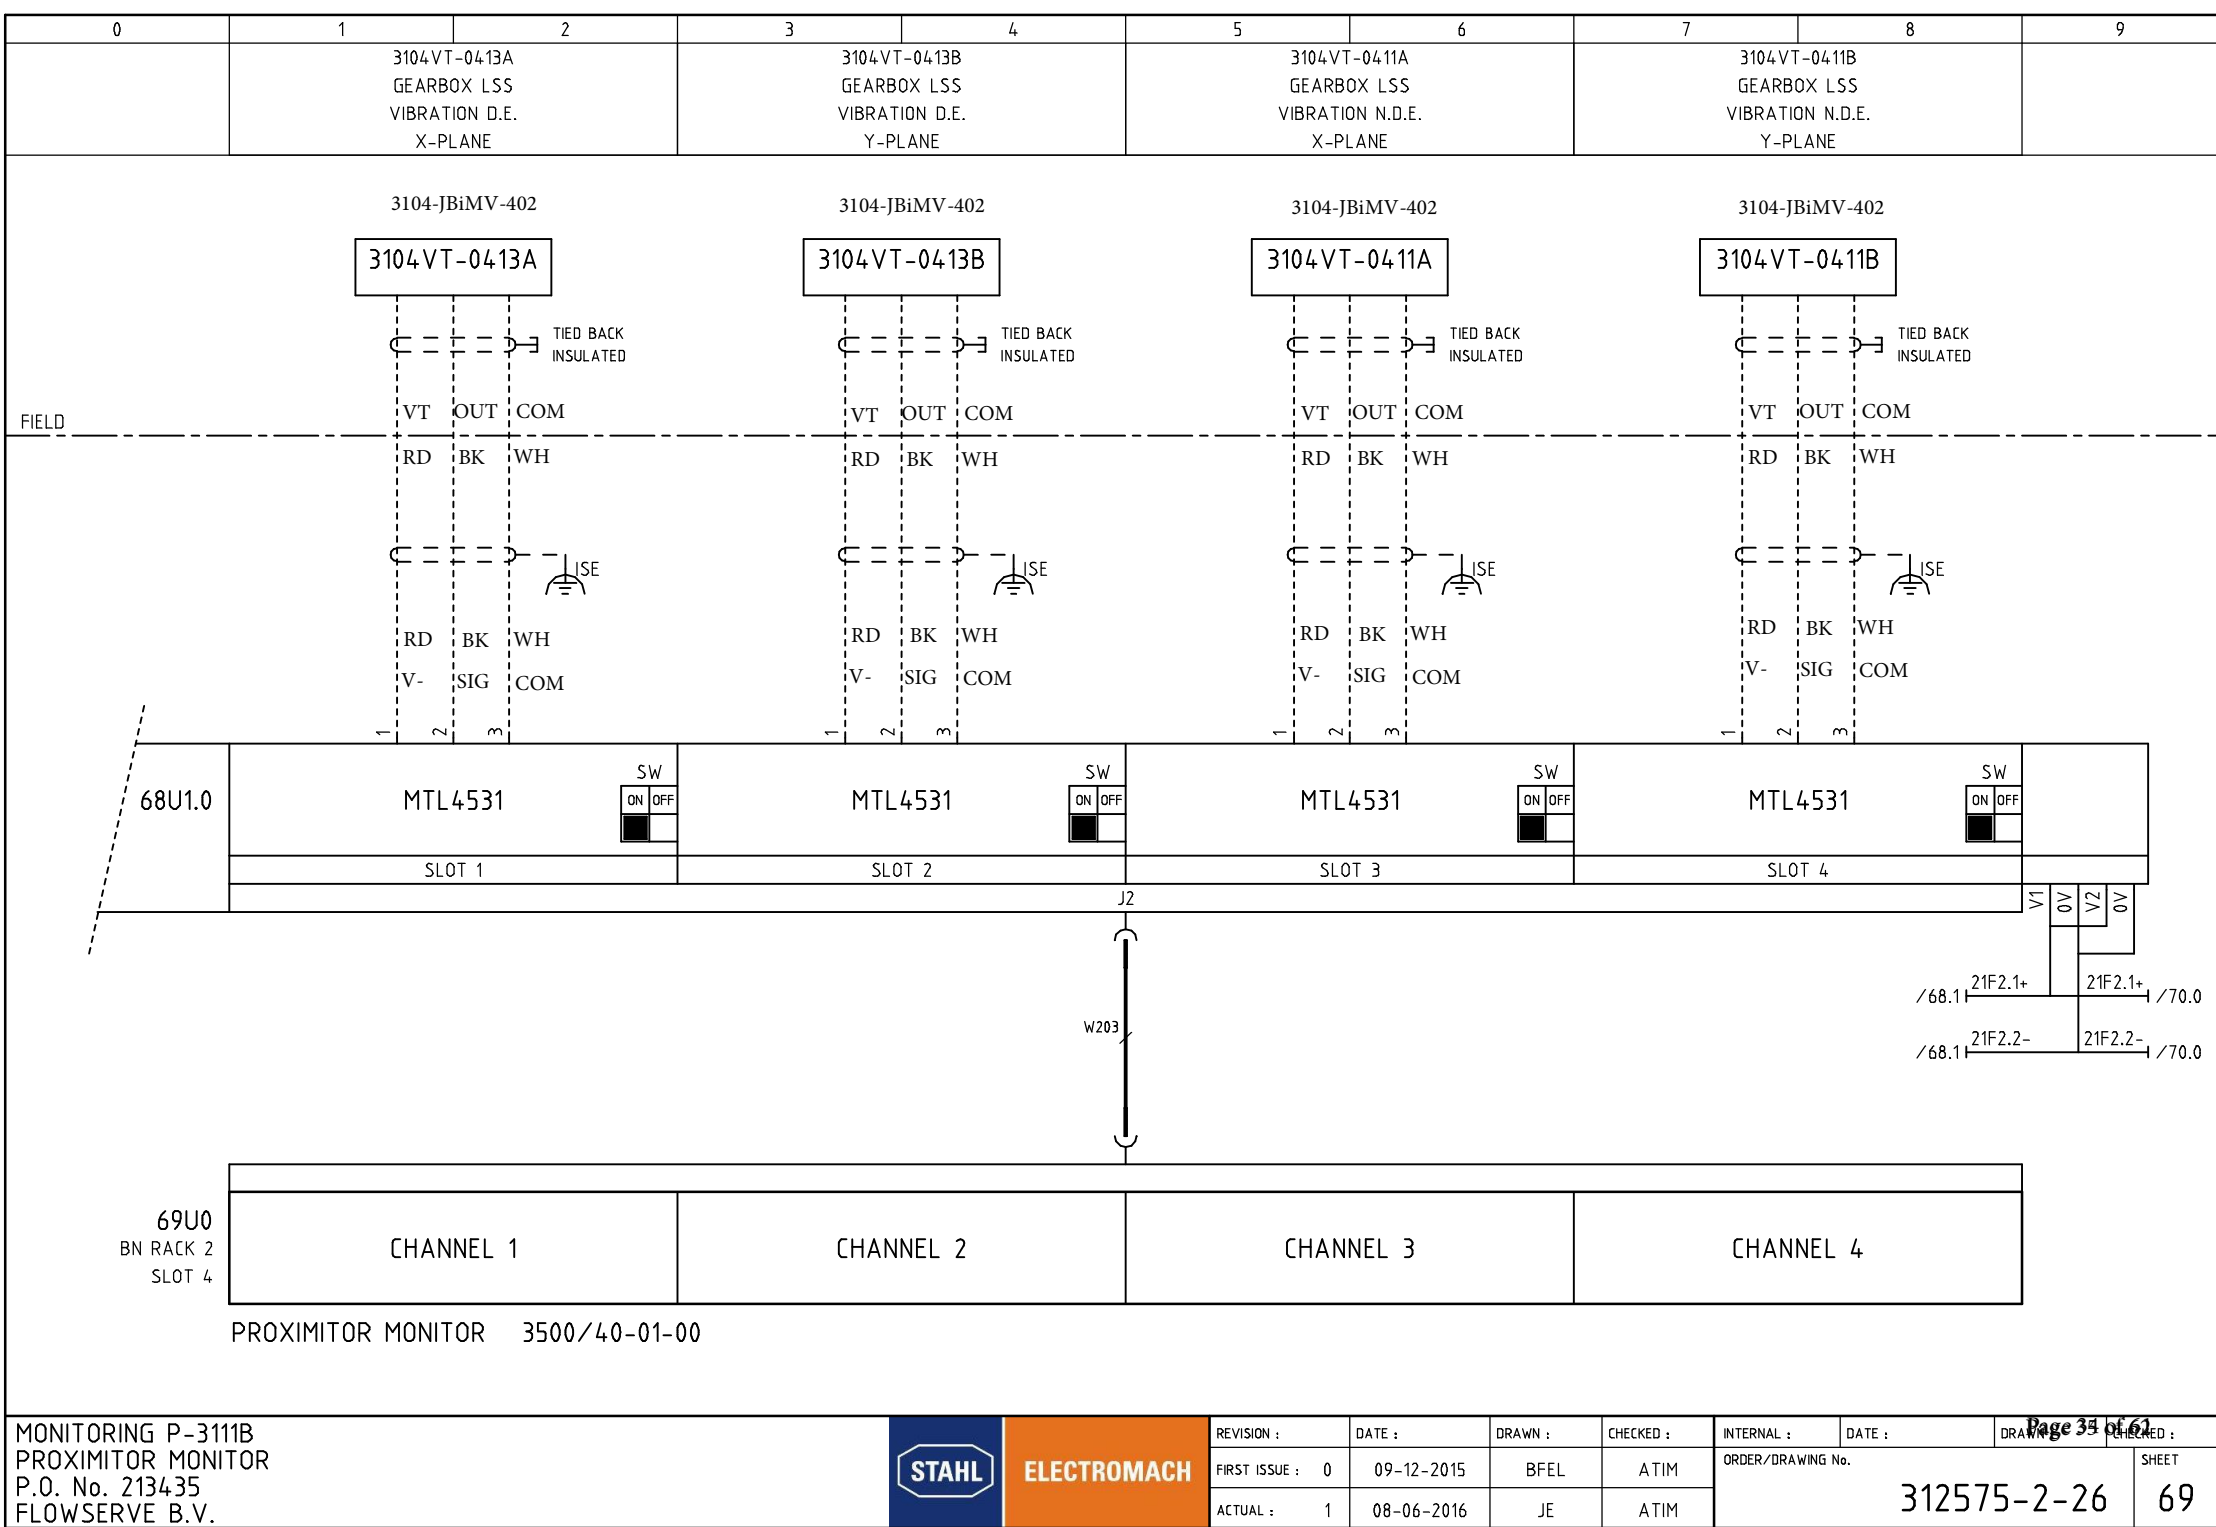 0 1 2 3 4 5 6 7 8 9
3104VT-0413A 3104VT-0413B 3104VT-0411A 3104VT-0411B
GEARBOX LSS GEARBOX LSS GEARBOX LSS GEARBOX LSS
VIBRATION D.E. VIBRATION D.E. VIBRATION N.D.E. VIBRATION N.D.E.
X-PLANE Y-PLANE X-PLANE Y-PLANE
3104-JBiMV-402 3104-JBiMV-402 3104-JBiMV-402 3104-JBiMV-402
3104VT-0413A 3104VT-0413B 3104VT-0411A 3104VT-0411B
TIED BACK TIED BACK TIED BACK TIED BACK
INSULATED INSULATED INSULATED INSULATED
VT OUT COM VT OUT COM VT OUT COM VT OUT COM
FIELD
RD BK WH RD BK WH RD BK WH RD BK WH
ISE ISE ISE ISE
RD BK WH RD BK WH RD BK WH RD BK WH
V- SIG COM V- SIG COM V- SIG COM V- SIG COM
1 2 3 1 2 3 1 2 3 1 2 3
SW SW SW SW
68U1.0 MTL4531 ON OFF MTL4531 ON OFF MTL4531 ON OFF MTL4531 ON OFF
SLOT 1 SLOT 2 SLOT 3 SLOT 4
J2 V1 0V V2 0V
/68.1 21F2.1+ 21F2.1+ /70.0
W203
/68.1 21F2.2- 21F2.2- /70.0
69U0
BN RACK 2
SLOT 4
CHANNEL 1 CHANNEL 2 CHANNEL 3 CHANNEL 4
PROXIMITOR MONITOR 3500/40-01-00
MONITORING P-3111B
PROXIMITOR MONITOR
P.O. No. 213435
FLOWSERVE B.V.
STAHL ELECTROMACH
REVISION : DATE : DRAWN : CHECKED : INTERNAL : DATE :
FIRST ISSUE : 0 09-12-2015 BFEL ATIM
ACTUAL : 1 08-06-2016 JE ATIM
ORDER/DRAWING No. SHEET
312575-2-26 69